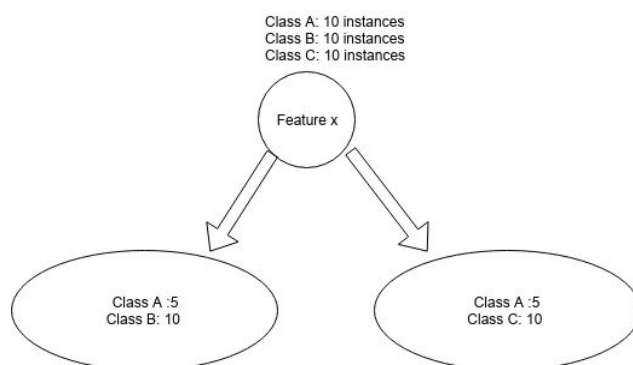 Class A: 10 instances
Class B: 10 instances
Class C: 10 instances
Feature x
Class A :5
Class B: 10
Class A :5
Class C: 10